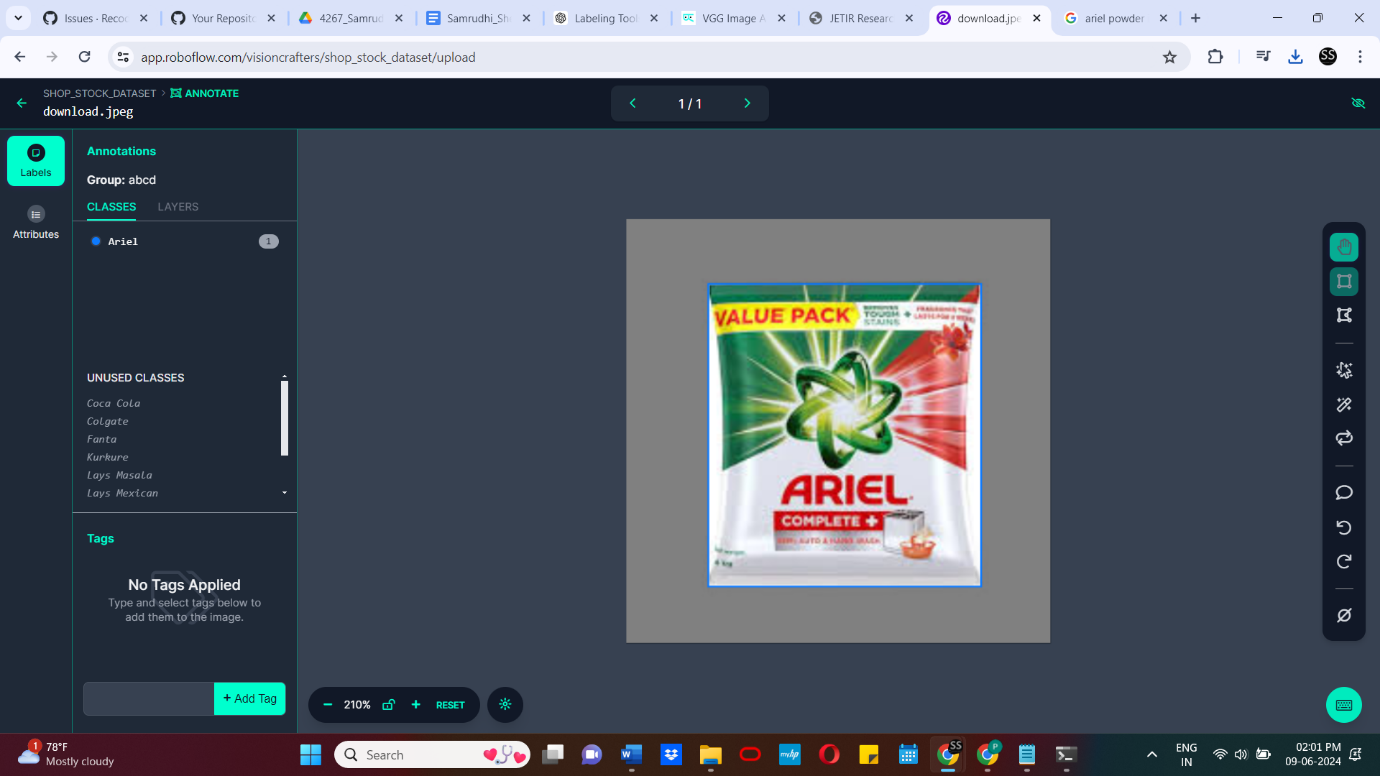 Issues · Reco
Your Reposito
4267_Samrud
Samrudhi_Sh
Labeling Tool
VGG Image A
JETIR Researc
download.jpe
ariel powder
app.roboflow.com/visioncrafters/shop_stock_dataset/upload
SS
SHOP_STOCK_DATASET > ANNOTATE
download.jpeg
1 / 1
Labels
Attributes
Annotations
Group: abcd
CLASSES LAYERS
Ariel 1
UNUSED CLASSES
Coca Cola
Colgate
Fanta
Kurkure
Lays Masala
Lays Mexican
Tags
No Tags Applied
Type and select tags below to
add them to the image.
+ Add Tag
VALUE PACK
TOUGH
STAINS +
ARIEL
COMPLETE +
210% RESET
1
78°F
Mostly cloudy
Search
SS
P
ENG
IN
02:01 PM
09-06-2024